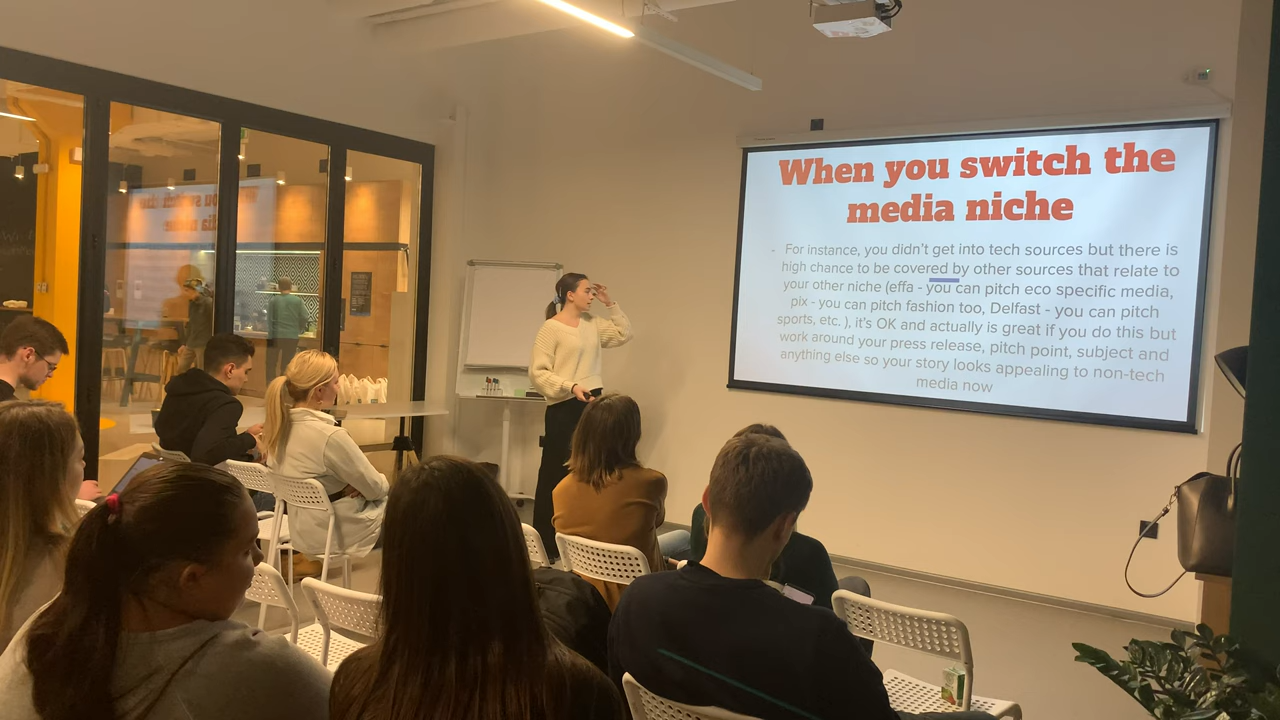 When you switch the
media niche
- For instance, you didn't get into tech sources but there is
high chance to be covered by other sources that relate to
your other niche (effa - you can pitch eco specific media,
pix - you can pitch fashion too, Delfast - you can pitch
sports, etc. ), it's OK and actually is great if you do this but
work around your press release, pitch point, subject and
anything else so your story looks appealing to non-tech
media now